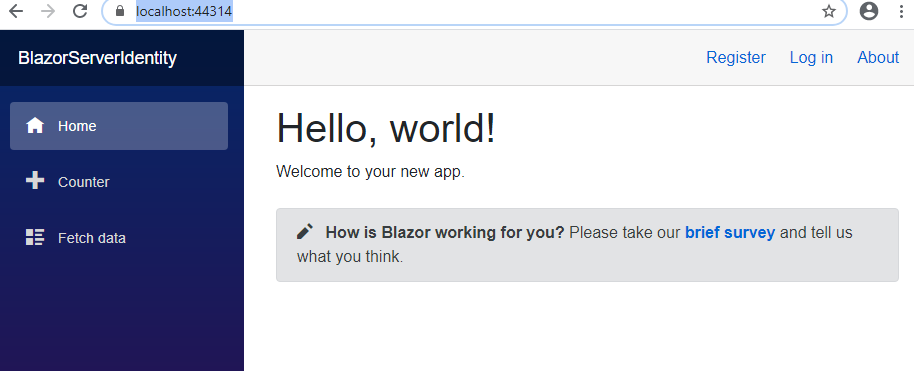 localhost:44314
BlazorServerIdentity
Register Log in About
Home
Counter
Fetch data
Hello, world!
Welcome to your new app.
How is Blazor working for you? Please take our brief survey and tell us
what you think.